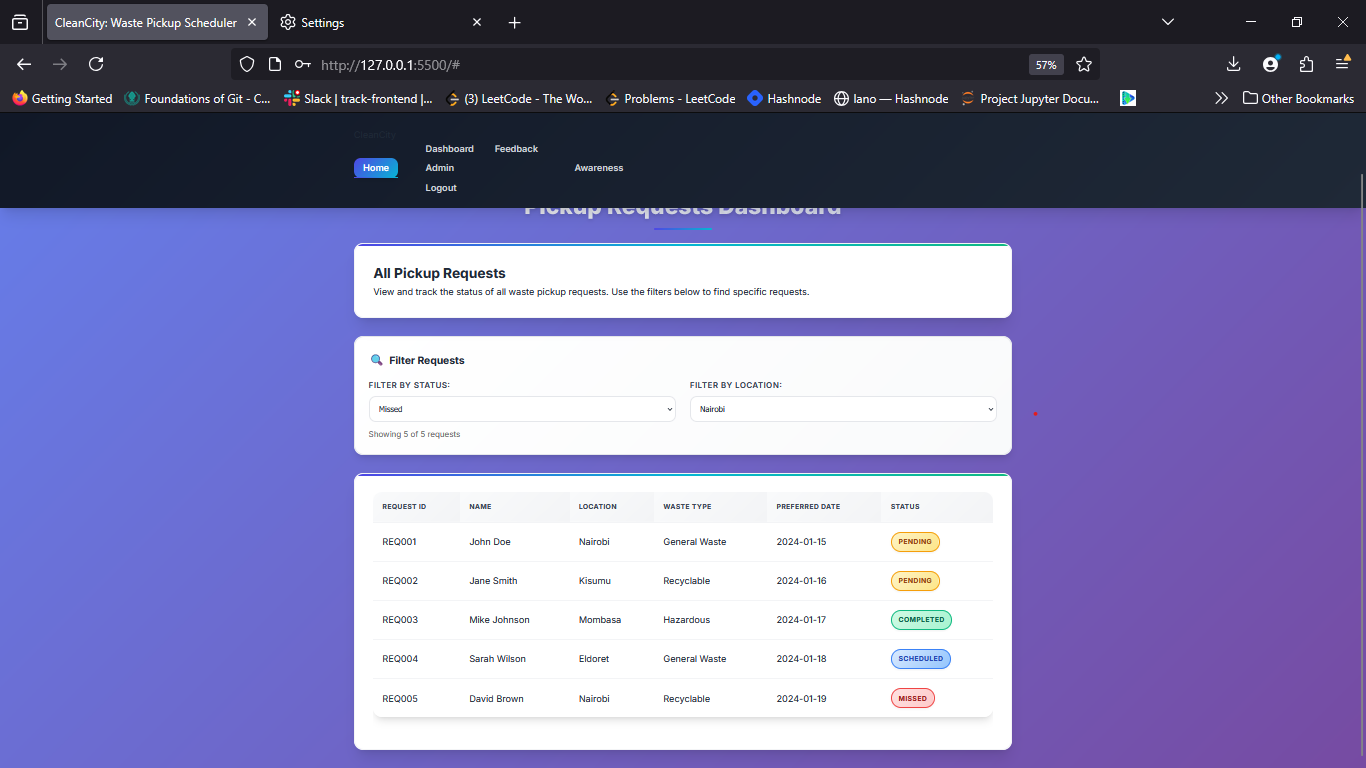 CleanCity: Waste Pickup Scheduler
Settings
http://127.0.0.1:5500/#
57%
Getting Started
Foundations of Git - C...
Slack | track-frontend |...
(3) LeetCode - The Wo...
Problems - LeetCode
Hashnode
Iano — Hashnode
Project Jupyter Docu...
Other Bookmarks
CleanCity
Dashboard Feedback
Home Admin Awareness
Logout
Pickup Requests Dashboard
All Pickup Requests
View and track the status of all waste pickup requests. Use the filters below to find specific requests.
🔍 Filter Requests
FILTER BY STATUS: FILTER BY LOCATION:
Missed Nairobi
Showing 5 of 5 requests
REQUEST ID NAME LOCATION WASTE TYPE PREFERRED DATE STATUS
REQ001 John Doe Nairobi General Waste 2024-01-15 PENDING
REQ002 Jane Smith Kisumu Recyclable 2024-01-16 PENDING
REQ003 Mike Johnson Mombasa Hazardous 2024-01-17 COMPLETED
REQ004 Sarah Wilson Eldoret General Waste 2024-01-18 SCHEDULED
REQ005 David Brown Nairobi Recyclable 2024-01-19 MISSED